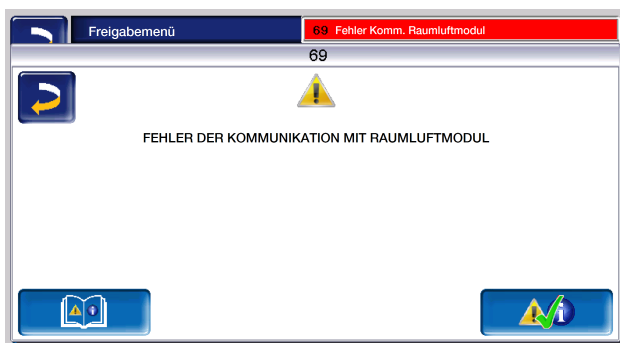 Freigabemenü
69 Fehler Komm. Raumluftmodul
69
FEHLER DER KOMMUNIKATION MIT RAUMLUFTMODUL